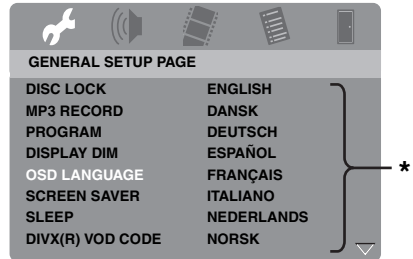 GENERAL SETUP PAGE
DISC LOCK ENGLISH
MP3 RECORD DANSK
PROGRAM DEUTSCH
DISPLAY DIM ESPAÑOL
OSD LANGUAGE FRANÇAIS *
SCREEN SAVER ITALIANO
SLEEP NEDERLANDS
DIVX(R) VOD CODE NORSK